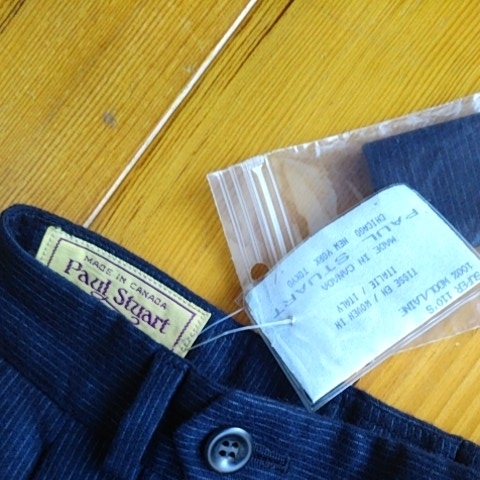 MADE IN CANADA
Paul Stuart
PAUL STUART
CHICAGO NEW YORK TOKYO
MADE IN CANADA
TISSE EN / WOVEN IN
ITALIE / ITALY
SUPER 110'S
100% WOOL/LAINE